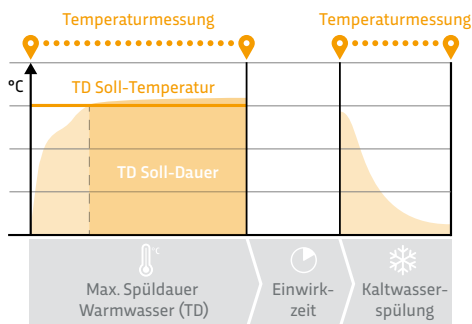 Temperaturmessung
Temperaturmessung
°C
TD Soll-Temperatur
TD Soll-Dauer
°C
Max. Spüldauer
Warmwasser (TD)
Einwirk-
zeit
Kaltwasser-
spülung